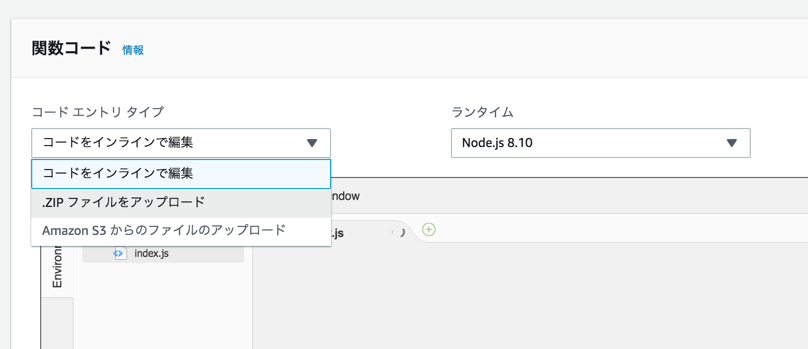 関数コード 情報
コード エントリ タイプ
ランタイム
コードをインラインで編集
Node.js 8.10
コードをインラインで編集
.ZIP ファイルをアップロード
Amazon S3 からのファイルのアップロード
index.js